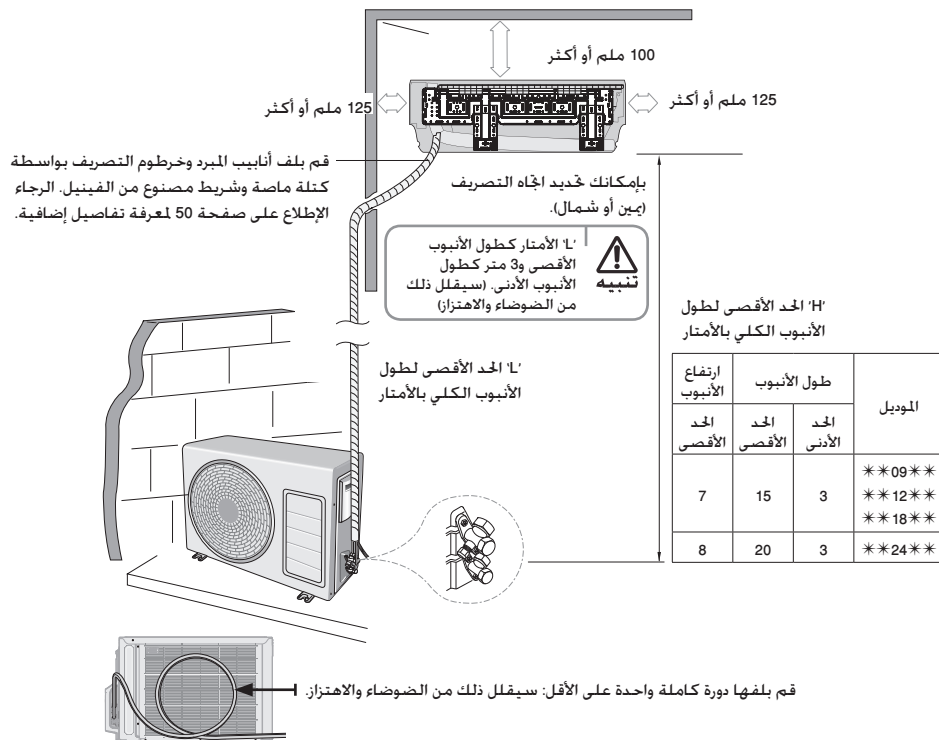 100 ملم أو أكثر
125 ملم أو أكثر
125 ملم أو أكثر
قم بلف أنابيب المبرد وخرطوم التصريف بواسطة
كتلة ماصة وشريط مصنوع من الفينيل. الرجاء
الإطلاع على صفحة 50 لمعرفة تفاصيل إضافية.
بإمكانك تحديد اتجاه التصريف
(يمين أو شمال).
تنبيه
'L' الأمتار كطول الأنبوب
الأقصى و3 متر كطول
الأنبوب الأدنى. (سيقلل ذلك
من الضوضاء والاهتزاز)
'H' الحد الأقصى لطول
الأنبوب الكلي بالأمتار
'L' الحد الأقصى لطول
الأنبوب الكلي بالأمتار
الموديل طول الأنبوب ارتفاع
الأنبوب
الحد
الأدنى الحد
الأقصى الحد
الأقصى
✳✳09✳✳
✳✳12✳✳ 3 15 7
✳✳18✳✳
✳✳24✳✳ 3 20 8
قم بلفها دورة كاملة واحدة على الأقل: سيقلل ذلك من الضوضاء والاهتزاز.